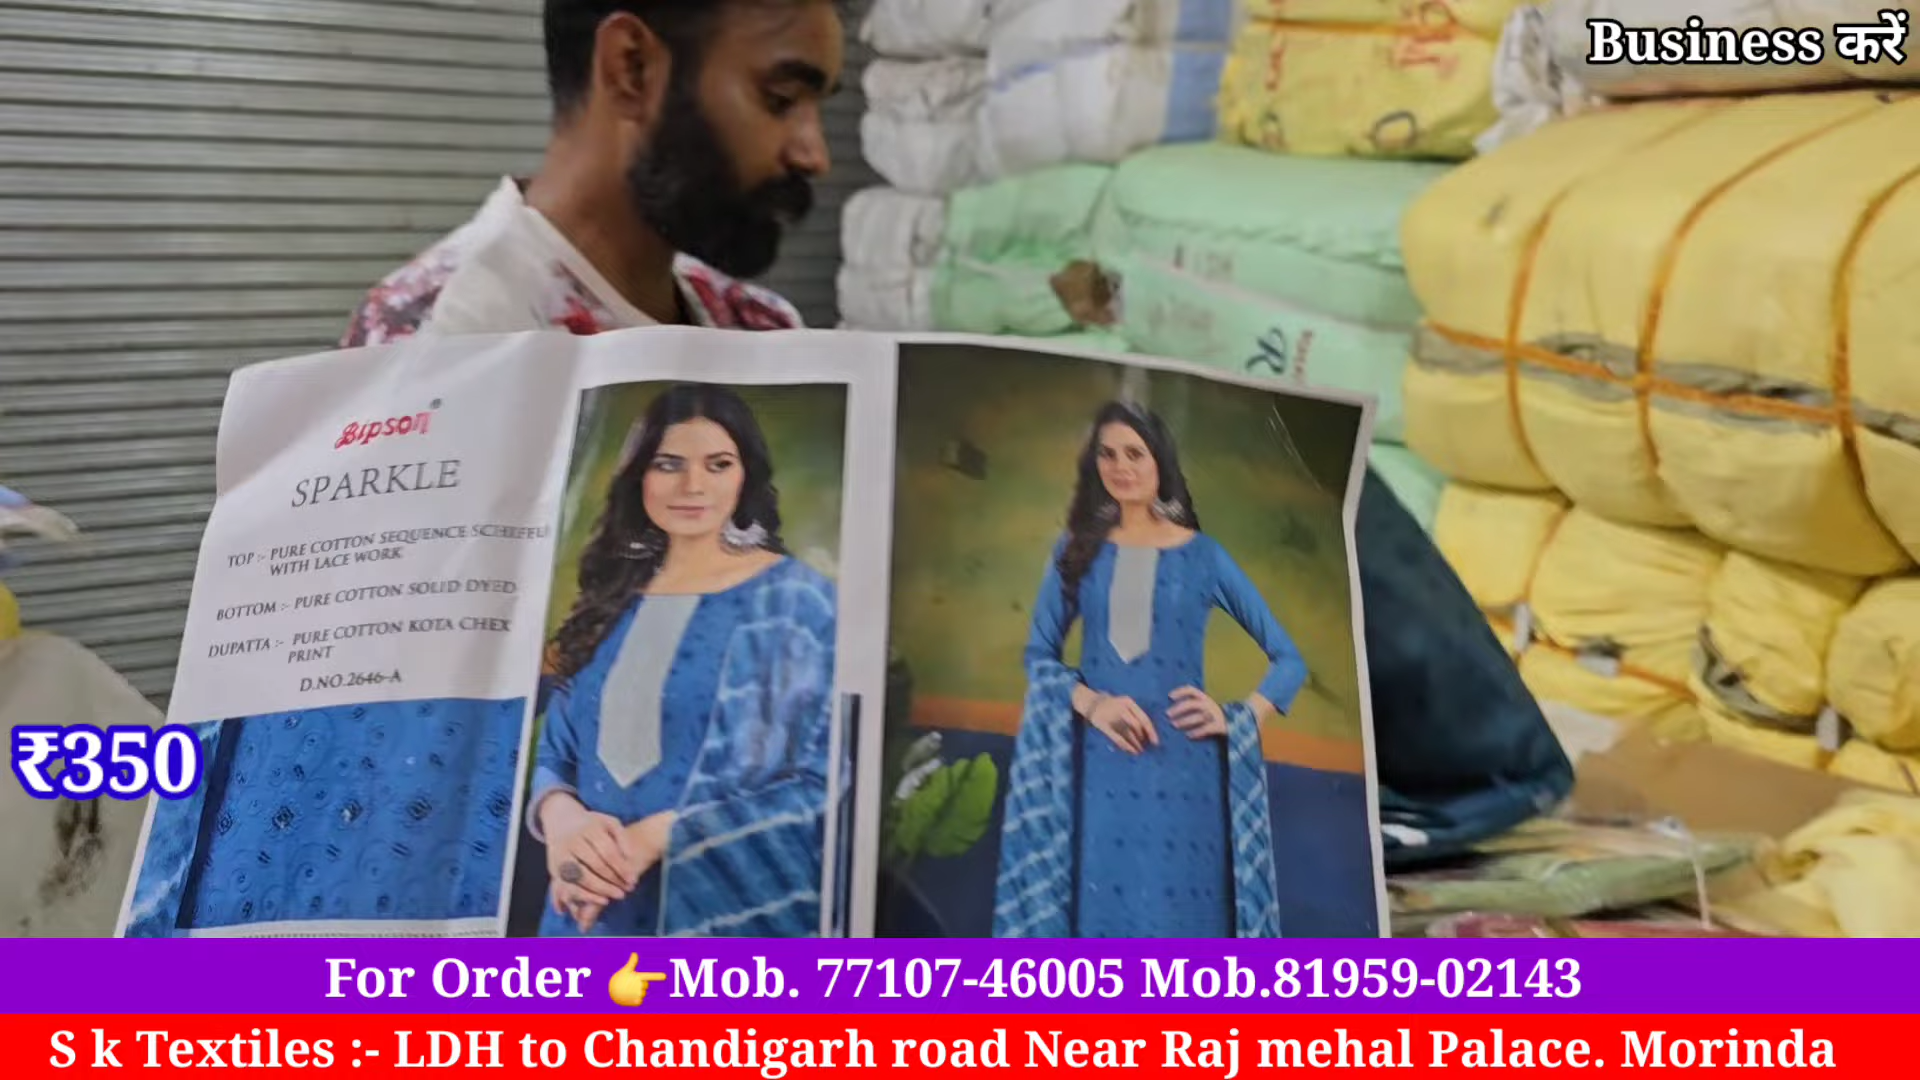 Business करें
Bipson®
SPARKLE
TOP :- PURE COTTON SEQUENCE SCHIFFLI
WITH LACE WORK
BOTTOM :- PURE COTTON SOLID DYED
DUPATTA :- PURE COTTON KOTA CHEX
PRINT
D.NO.2646-A
₹350
For Order 👉Mob. 77107-46005 Mob.81959-02143
S k Textiles :- LDH to Chandigarh road Near Raj mehal Palace. Morinda